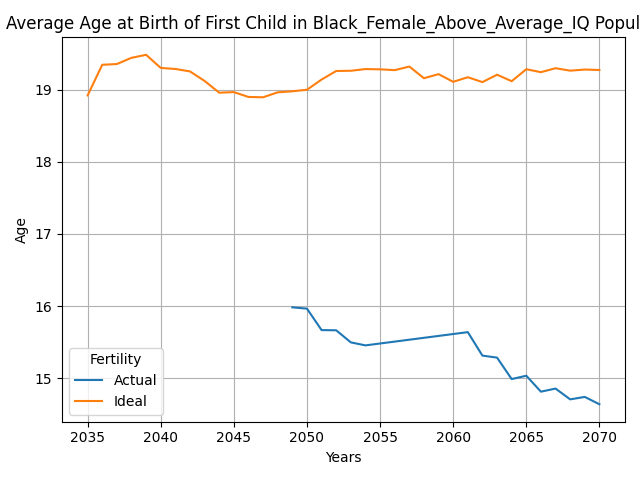 Average Age at Birth of First Child in Black_Female_Above_Average_IQ Popul
19
18
17
16
15
Age
Fertility
Actual
Ideal
2035 2040 2045 2050 2055 2060 2065 2070
Years